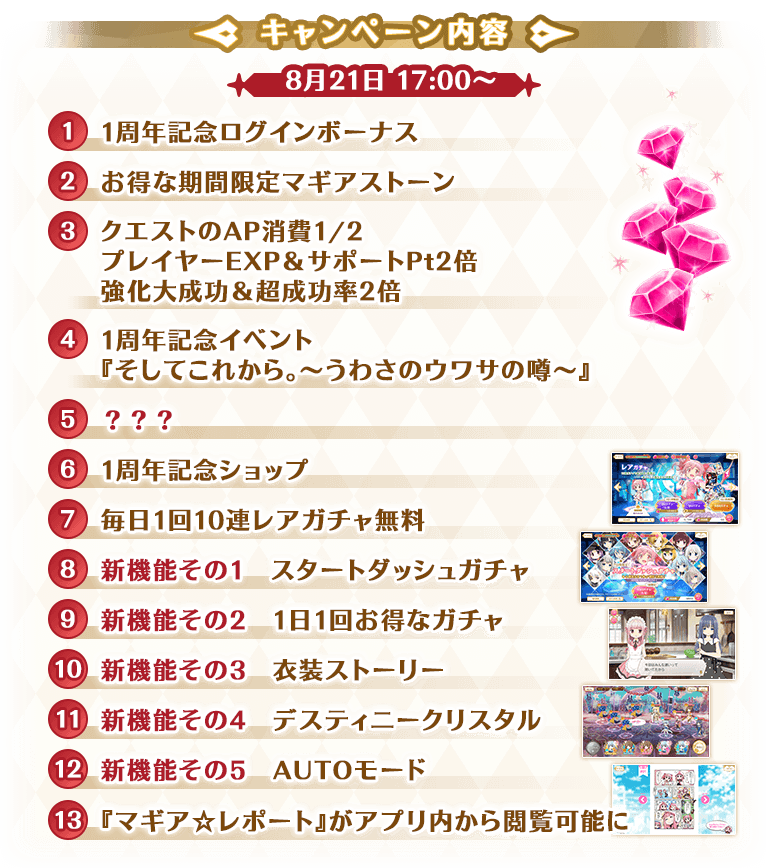 キャンペーン内容
8月21日 17:00～
1 1周年記念ログインボーナス
2 お得な期間限定マギアストーン
3 クエストのAP消費1/2
プレイヤーEXP＆サポートPt2倍
強化大成功＆超成功率2倍
4 1周年記念イベント
『そしてこれから。～うわさのウワサの噂～』
5 ？？？
6 1周年記念ショップ
レアガチャ
7 毎日1回10連レアガチャ無料
8 新機能その1 スタートダッシュガチャ
9 新機能その2 1日1回お得なガチャ
10 新機能その3 衣装ストーリー
11 新機能その4 デスティニークリスタル
12 新機能その5 AUTOモード
13 『マギア☆レポート』がアプリ内から閲覧可能に